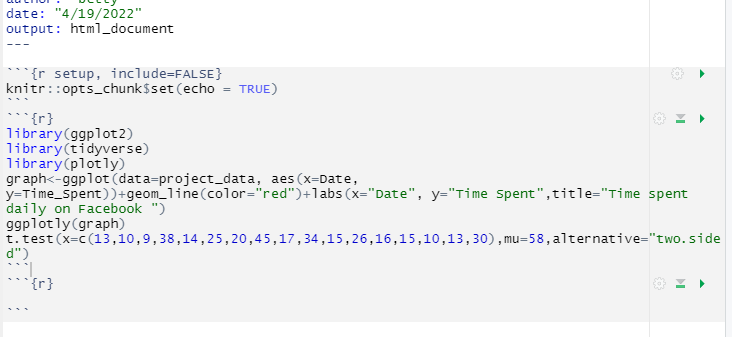 author: "betty"
date: "4/19/2022"
output: html_document
---
```{r setup, include=FALSE}
knitr::opts_chunk$set(echo = TRUE)
```
```{r}
library(ggplot2)
library(tidyverse)
library(plotly)
graph<-ggplot(data=project_data, aes(x=Date,
y=Time_Spent))+geom_line(color="red")+labs(x="Date", y="Time Spent",title="Time spent
daily on Facebook ")
ggplotly(graph)
t.test(x=c(13,10,9,38,14,25,20,45,17,34,15,26,16,15,10,13,30),mu=58,alternative="two.side
d")
```
```{r}
```